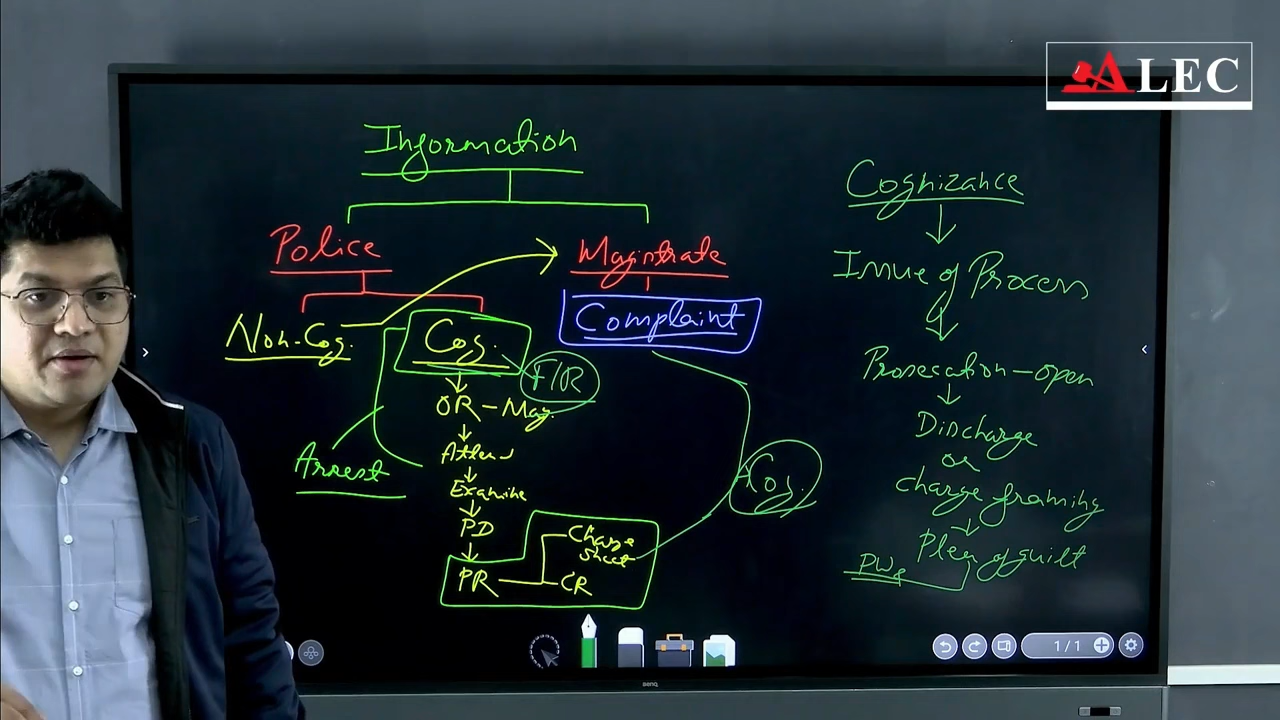 ALEC
Information
Police
Magistrate
Non-Cog.
Cog.
Complaint
FIR
OR - Mag.
Arrest
Examine
PD
PR
Charge
Sheet
CR
Cog.
Cognizance
Issue of Process
Prosecution - open
Discharge
or
charge framing
Plea of guilt
PWs
1/1
BenQ